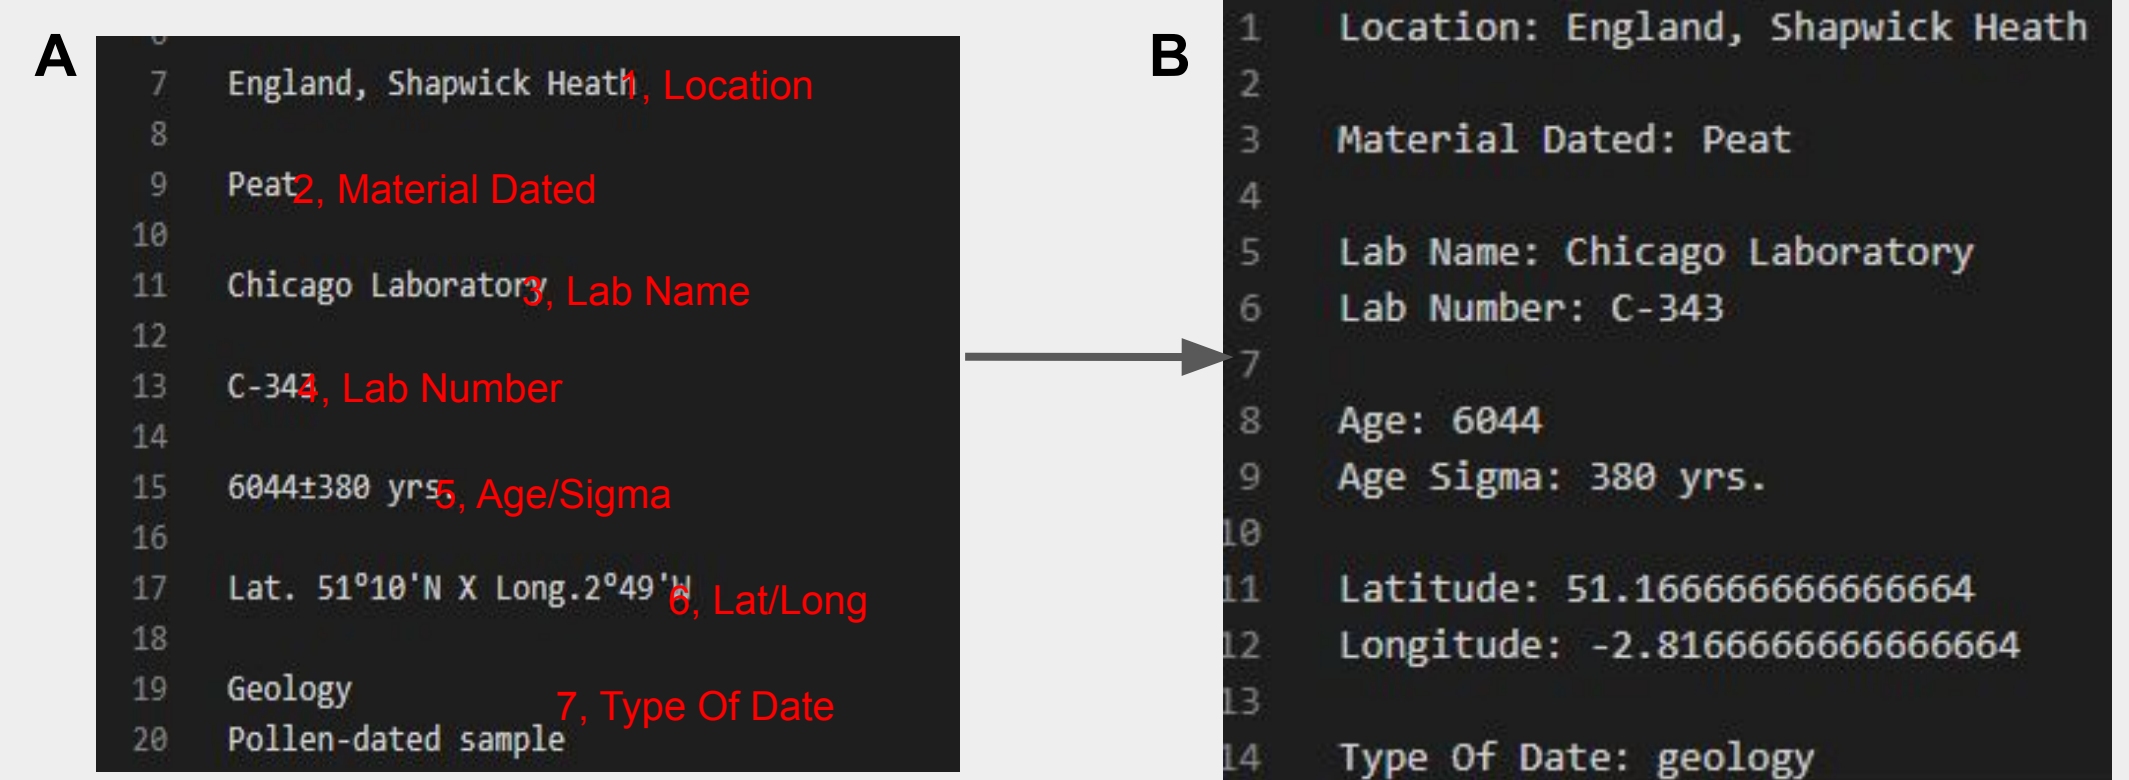 A
6
7 England, Shapwick Heath 1, Location
8
9 Peat 2, Material Dated
10
11 Chicago Laboratory 3, Lab Name
12
13 C-343 4, Lab Number
14
15 6044±380 yrs. 5, Age/Sigma
16
17 Lat. 51º10'N X Long.2º49'W 6, Lat/Long
18
19 Geology
7, Type Of Date
20 Pollen-dated sample
B
1 Location: England, Shapwick Heath
2
3 Material Dated: Peat
4
5 Lab Name: Chicago Laboratory
6 Lab Number: C-343
7
8 Age: 6044
9 Age Sigma: 380 yrs.
10
11 Latitude: 51.166666666666664
12 Longitude: -2.8166666666666664
13
14 Type Of Date: geology